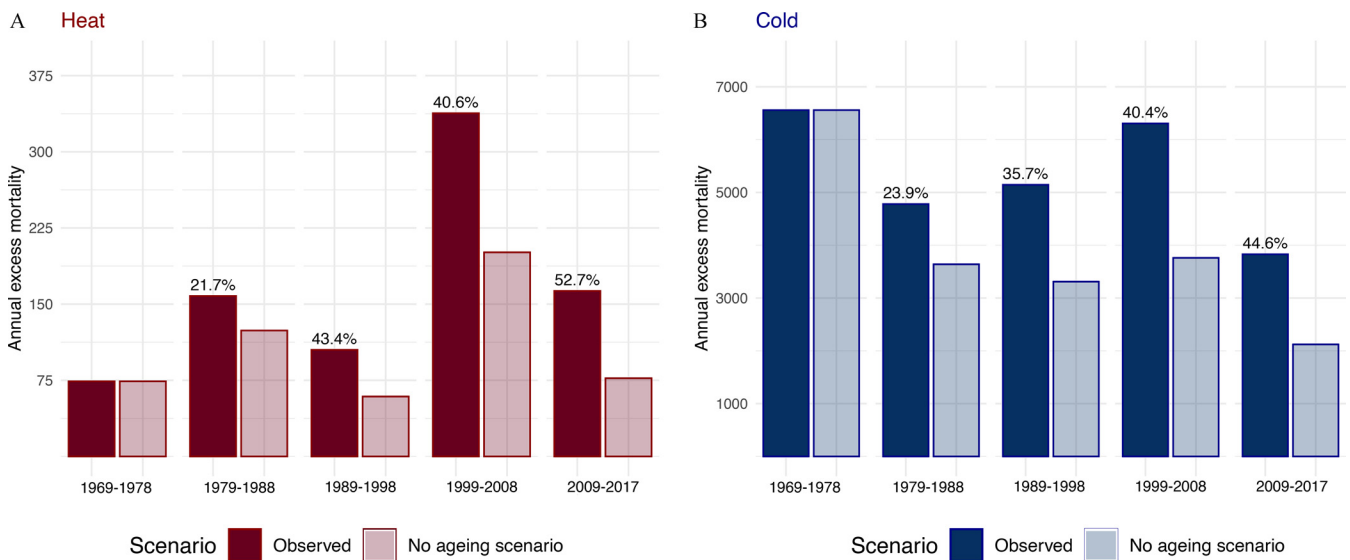 A Heat
Annual excess mortality
375
300
225
150
75
21.7%
43.4%
40.6%
52.7%
1969-1978 1979-1988 1989-1998 1999-2008 2009-2017
Scenario Observed No ageing scenario
B Cold
Annual excess mortality
7000
5000
3000
1000
23.9%
35.7%
40.4%
44.6%
1969-1978 1979-1988 1989-1998 1999-2008 2009-2017
Scenario Observed No ageing scenario